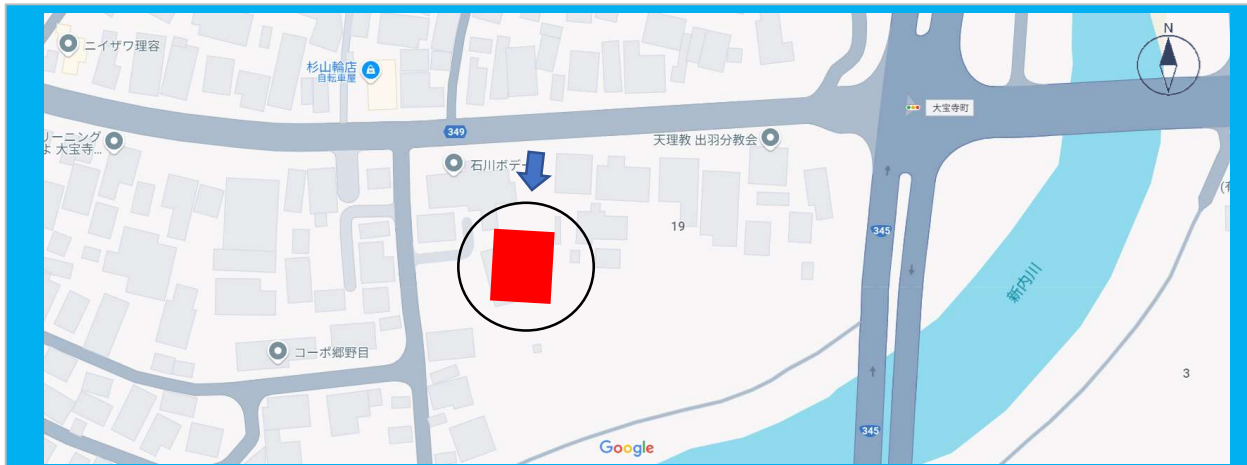 ニイザワ理容
杉山輪店
自転車屋
N
大宝寺町
349
リーニング
よ 大宝寺...
石川ボデー
天理教 出羽分教会
19
345
新内川
コーポ郷野目
3
345
Google